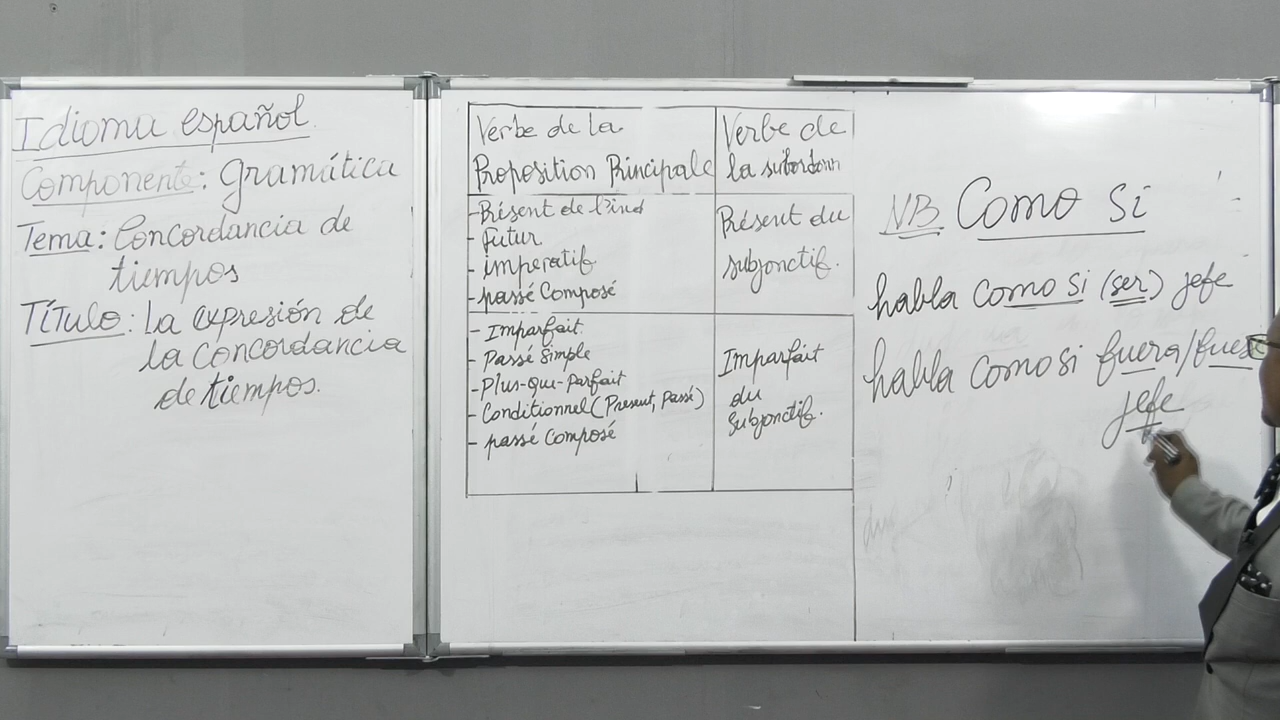 Idioma español
Componente: Gramática
Tema: Concordancia de
tiempos
Título: La expresión de
la concordancia
de tiempos.
Verbe de la
Proposition Principale
Verbe de
la subordonn
- Présent de l'ind
- futur
- imperatif
- passé Composé
Présent du
subjonctif.
- Imparfait
- Passé Simple
- Plus-que-Parfait
- Conditionnel (Present, Passé)
- passé Composé
Imparfait
du
Subjonctif.
NB Como si
habla como si (ser) jefe
habla como si fuera/fuese
jefe